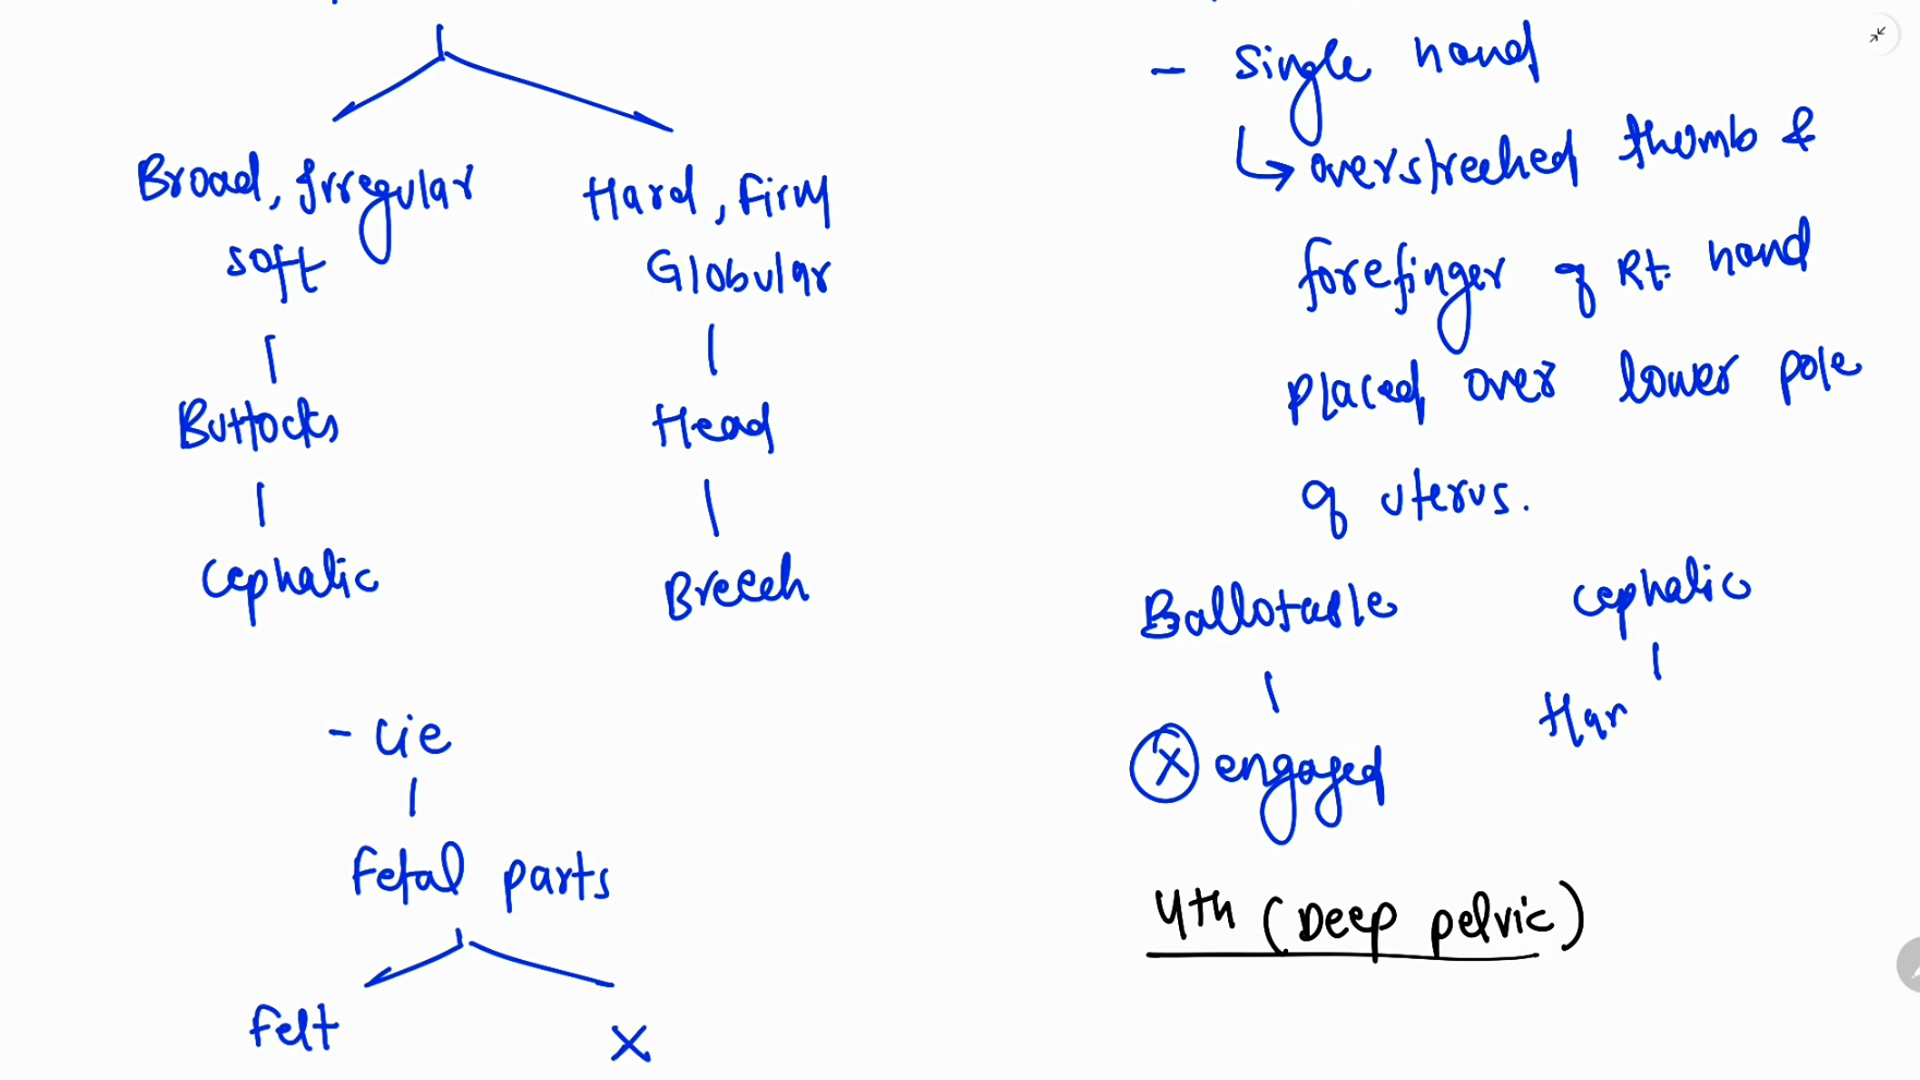 Broad, Irregular
soft
Buttocks
Cephalic
Hard, Firm
Globular
Head
Breech
- Lie
Fetal parts
Felt
X
- Single hand
↳ overstreched thumb &
forefinger of Rt. hand
placed over lower pole
of uterus.
Ballotable
X engaged
Cephalic
Har
4th (Deep pelvic)